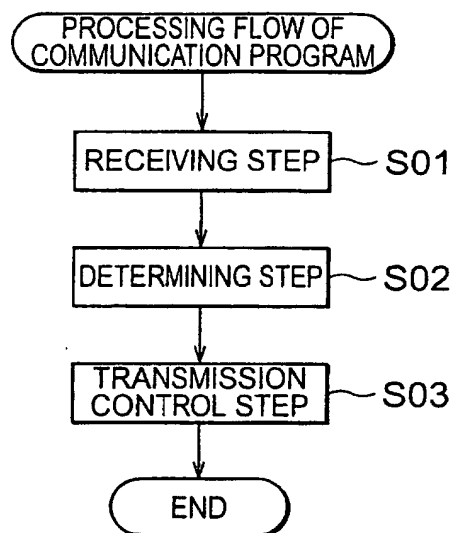 PROCESSING FLOW OF
COMMUNICATION PROGRAM
RECEIVING STEP
S01
DETERMINING STEP
S02
TRANSMISSION
CONTROL STEP
S03
END